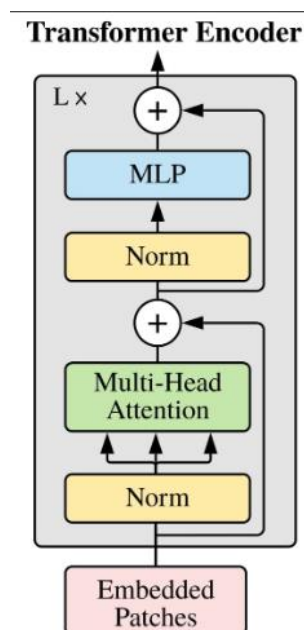 Transformer Encoder
L ×
+
MLP
Norm
+
Multi-Head
Attention
Norm
Embedded
Patches